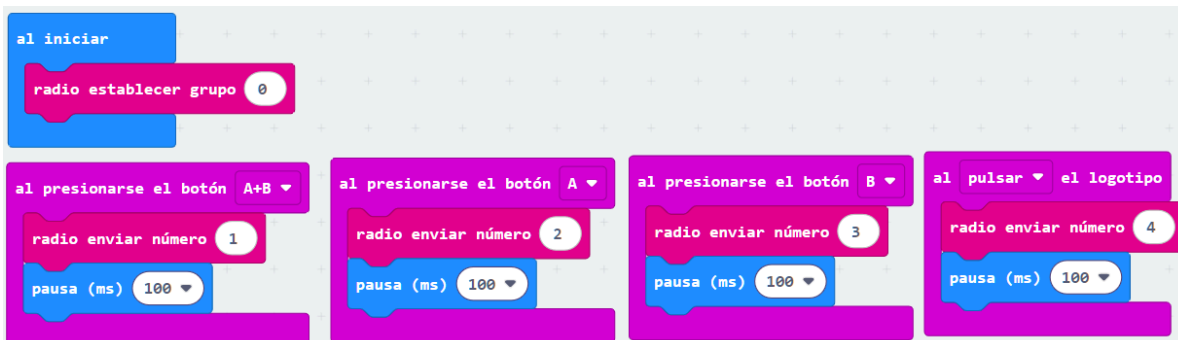 al iniciar
radio establecer grupo 0
al presionarse el botón A+B
radio enviar número 1
pausa (ms) 100
al presionarse el botón A
radio enviar número 2
pausa (ms) 100
al presionarse el botón B
radio enviar número 3
pausa (ms) 100
al pulsar el logotipo
radio enviar número 4
pausa (ms) 100